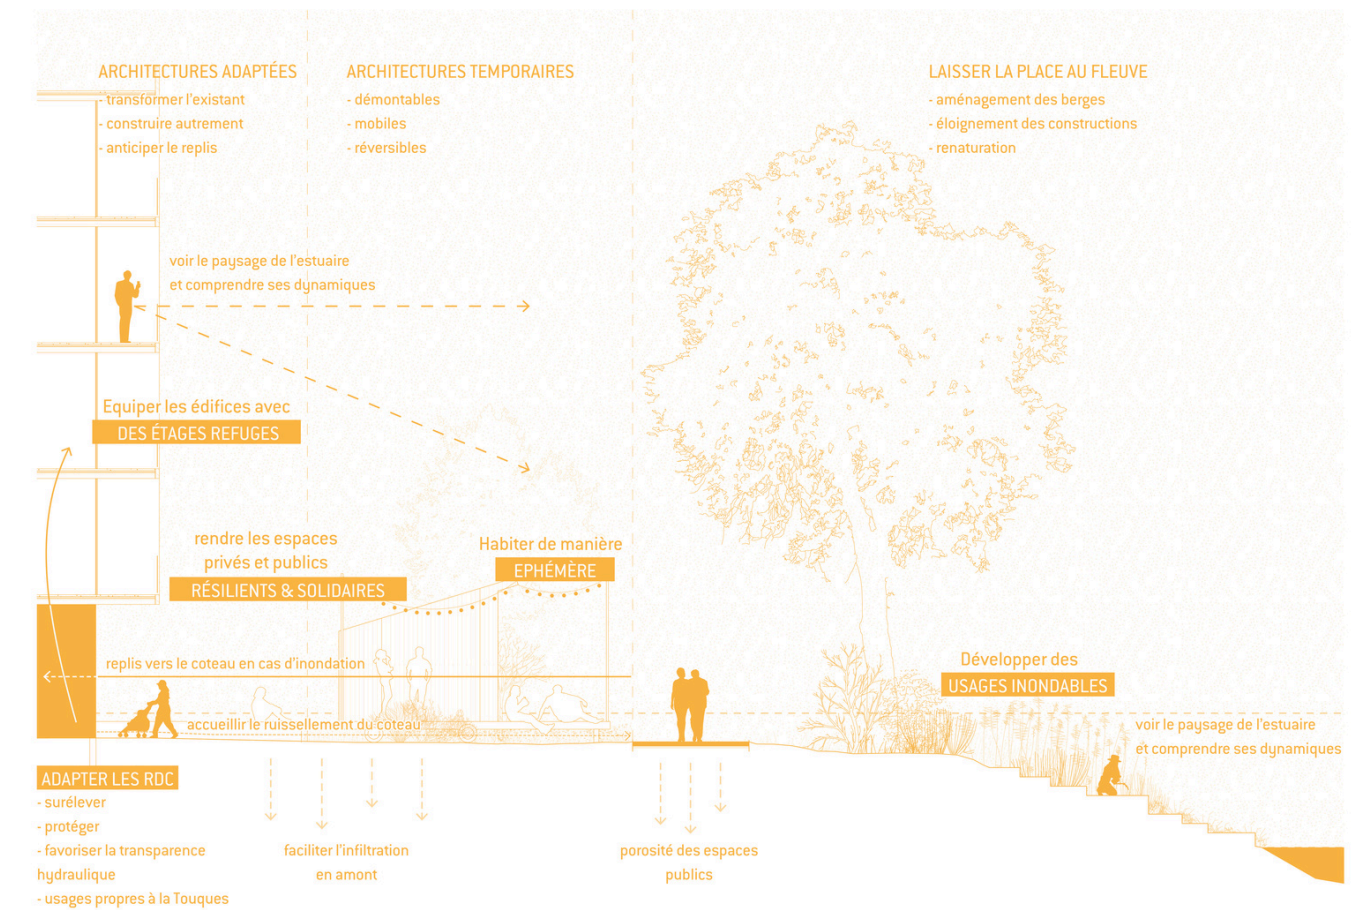 ARCHITECTURES ADAPTÉES
- transformer l'existant
- construire autrement
- anticiper le replis
ARCHITECTURES TEMPORAIRES
- démontables
- mobiles
- réversibles
LAISSER LA PLACE AU FLEUVE
- aménagement des berges
- éloignement des constructions
- renaturation
voir le paysage de l'estuaire
et comprendre ses dynamiques
Equiper les édifices avec
DES ÉTAGES REFUGES
rendre les espaces
privés et publics
RÉSILIENTS & SOLIDAIRES
Habiter de manière
EPHÉMÈRE
replis vers le coteau en cas d'inondation
accueillir le ruissellement du coteau
Développer des
USAGES INONDABLES
voir le paysage de l'estuaire
et comprendre ses dynamiques
ADAPTER LES RDC
- surélever
- protéger
- favoriser la transparence
hydraulique
- usages propres à la Touques
faciliter l'infiltration
en amont
porosité des espaces
publics